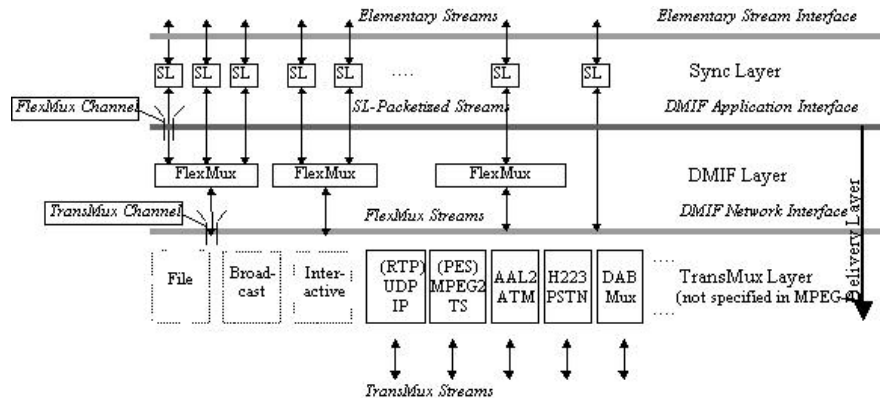 Elementary Streams
Elementary Stream Interface
SL SL SL SL SL .... SL SL
Sync Layer
FlexMux Channel
SL-Packetized Streams
DMIF Application Interface
FlexMux FlexMux FlexMux
DMIF Layer
TransMux Channel
FlexMux Streams
DMIF Network Interface
Delivery Layer
File
Broad-
cast
Inter-
active
(RTP)
UDP
IP
(PES)
MPEG2
TS
AAL2
ATM
H223
PSTN
DAB
Mux
....
....
TransMux Layer
(not specified in MPEG-
TransMux Streams